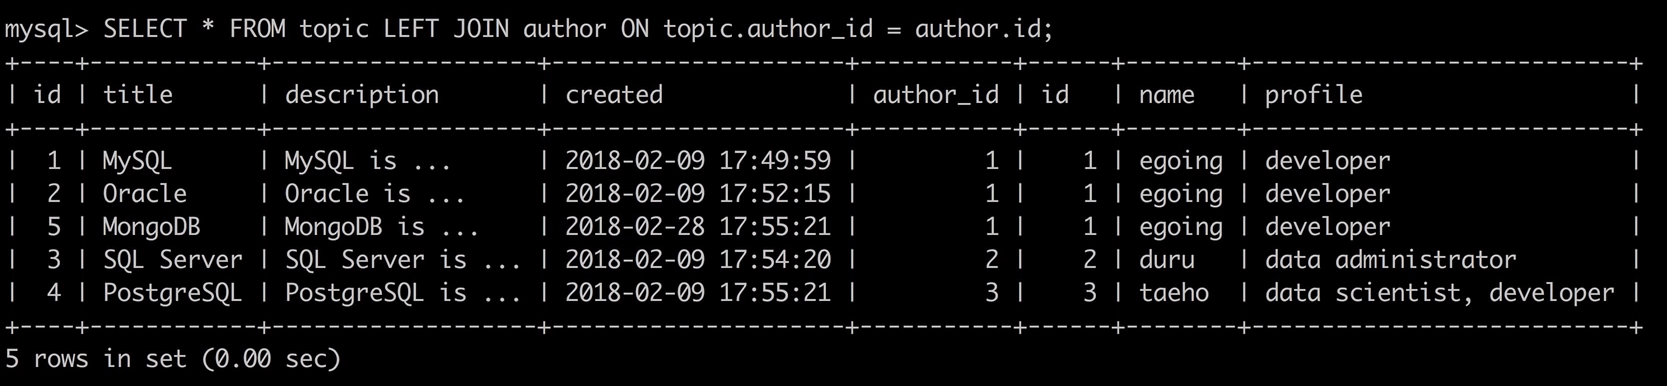 mysql> SELECT * FROM topic LEFT JOIN author ON topic.author_id = author.id;
+----+------------+-------------------+---------------------+-----------+------+--------+---------------------------+
| id | title      | description       | created             | author_id | id   | name   | profile                   |
+----+------------+-------------------+---------------------+-----------+------+--------+---------------------------+
|  1 | MySQL      | MySQL is ...      | 2018-02-09 17:49:59 |         1 |    1 | egoing | developer                 |
|  2 | Oracle     | Oracle is ...     | 2018-02-09 17:52:15 |         1 |    1 | egoing | developer                 |
|  5 | MongoDB    | MongoDB is ...    | 2018-02-28 17:55:21 |         1 |    1 | egoing | developer                 |
|  3 | SQL Server | SQL Server is ... | 2018-02-09 17:54:20 |         2 |    2 | duru   | data administrator        |
|  4 | PostgreSQL | PostgreSQL is ... | 2018-02-09 17:55:21 |         3 |    3 | taeho  | data scientist, developer |
+----+------------+-------------------+---------------------+-----------+------+--------+---------------------------+
5 rows in set (0.00 sec)